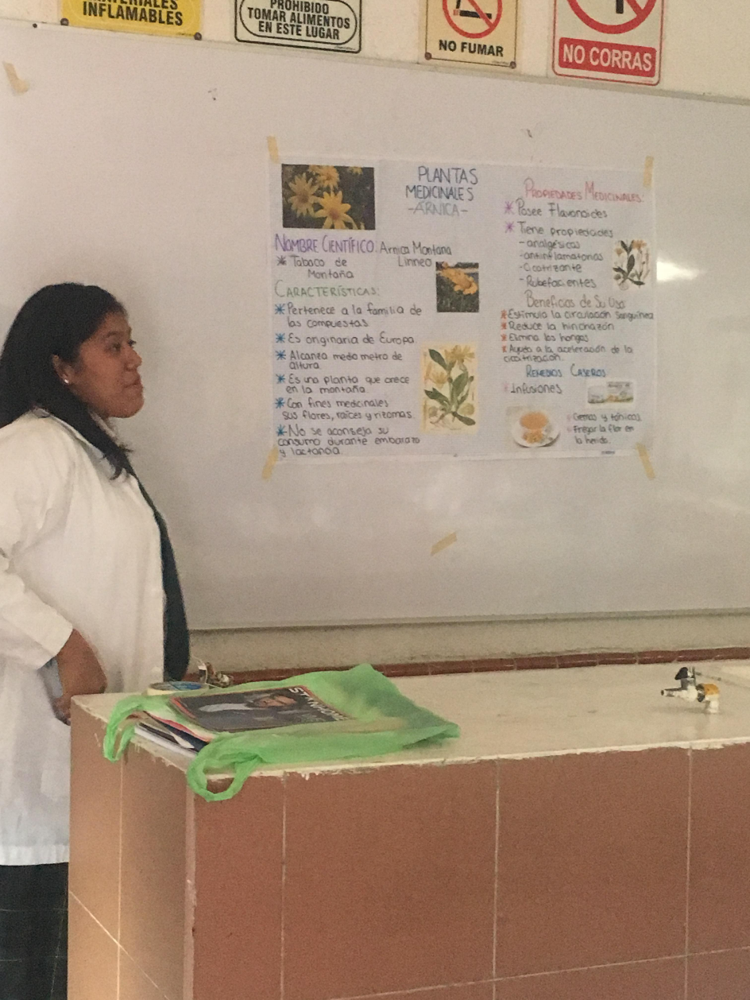 MATERIALES
INFLAMABLES
PROHIBIDO
TOMAR ALIMENTOS
EN ESTE LUGAR
NO FUMAR
NO CORRAS
PLANTAS
MEDICINALES
-ÁRNICA-
NOMBRE CIENTÍFICO: Arnica Montana
Linneo
* Tabaco de
Montaña
CARACTERÍSTICAS:
* Pertenece a la familia de
las compuestas.
* Es originaria de Europa
* Alcanza medio metro de
altura.
* Es una planta que crece
en la montaña.
* Con fines medicinales
sus flores, raíces y rizomas.
* No se aconseja su
consumo durante embarazo
y lactancia.
PROPIEDADES MEDICINALES:
* Posee Flavonoides
* Tiene propiedades
-analgésicas
-antiinflamatorias
-Cicatrizante
-Rubefacientes
Beneficios de Su Uso
* Estimula la circulación Sanguínea
* Reduce la hinchazón
* Elimina los hongos
* Ayuda a la aceleración de la
cicatrización.
REMEDIOS CASEROS
* Infusiones
* Cremas y tónicos
* Fregar la flor en
la herida.